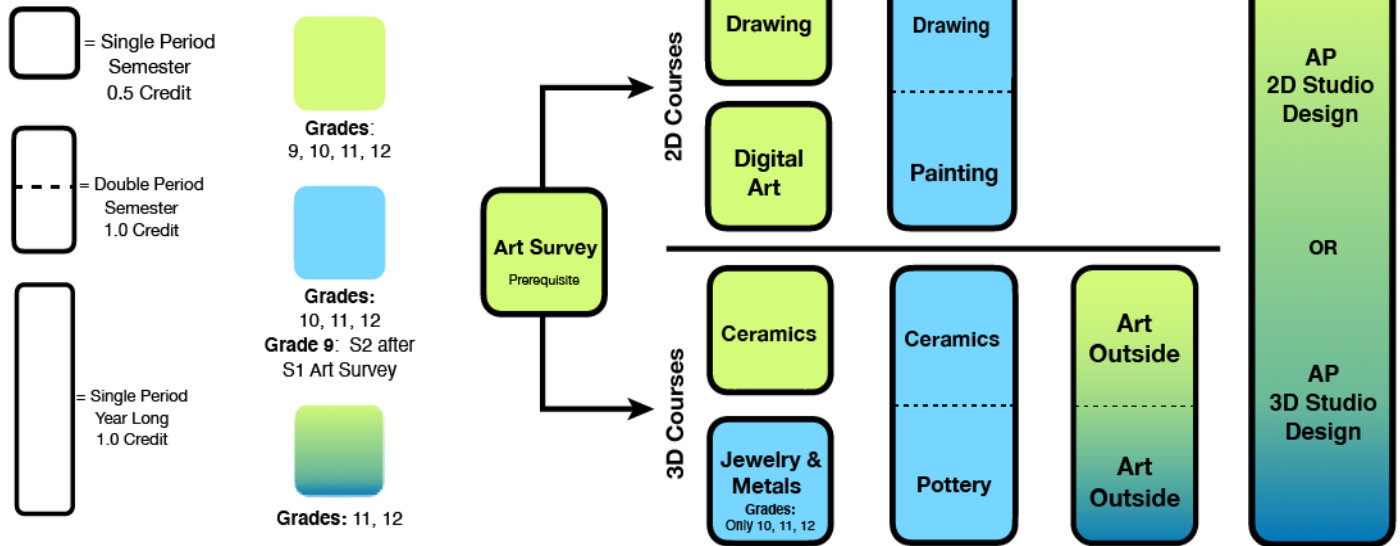 = Single Period
Semester
0.5 Credit
= Double Period
Semester
1.0 Credit
= Single Period
Year Long
1.0 Credit
Grades:
9, 10, 11, 12
Grades:
10, 11, 12
Grade 9: S2 after
S1 Art Survey
Grades: 11, 12
Art Survey
Prerequisite
2D Courses
Drawing
Digital
Art
Drawing
Painting
3D Courses
Ceramics
Jewelry &
Metals
Grades:
Only 10, 11, 12
Ceramics
Pottery
Art
Outside
Art
Outside
AP
2D Studio
Design
OR
AP
3D Studio
Design